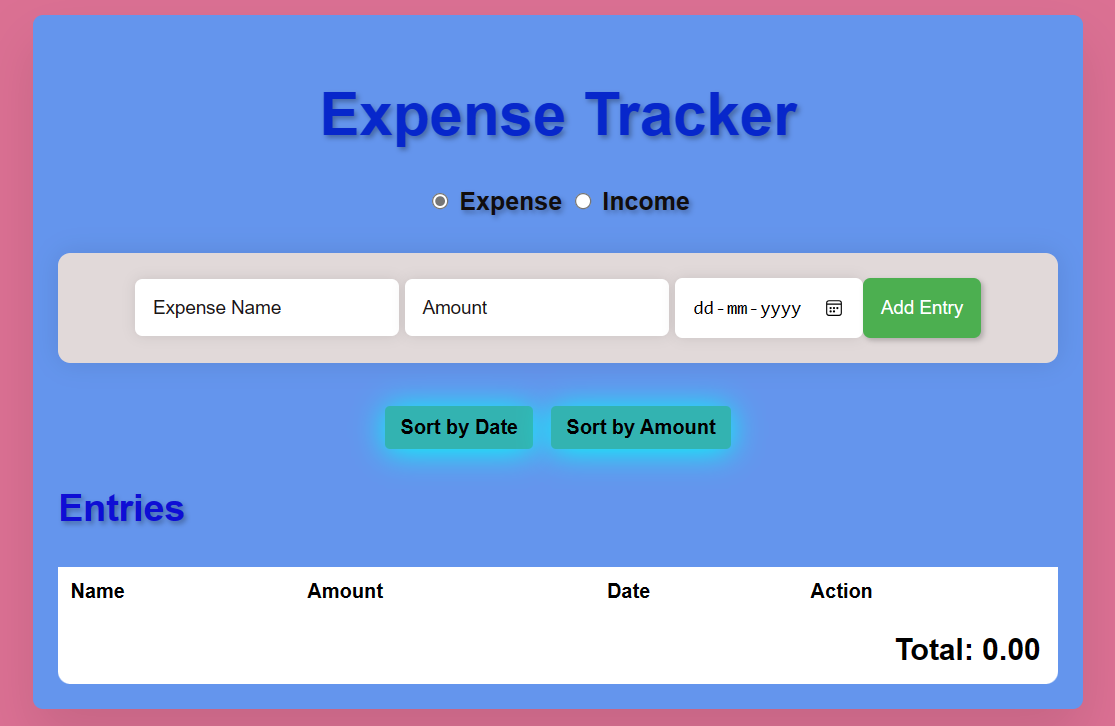 Expense Tracker
Expense Income
Expense Name Amount dd-mm-yyyy Add Entry
Sort by Date Sort by Amount
Entries
Name Amount Date Action
Total: 0.00